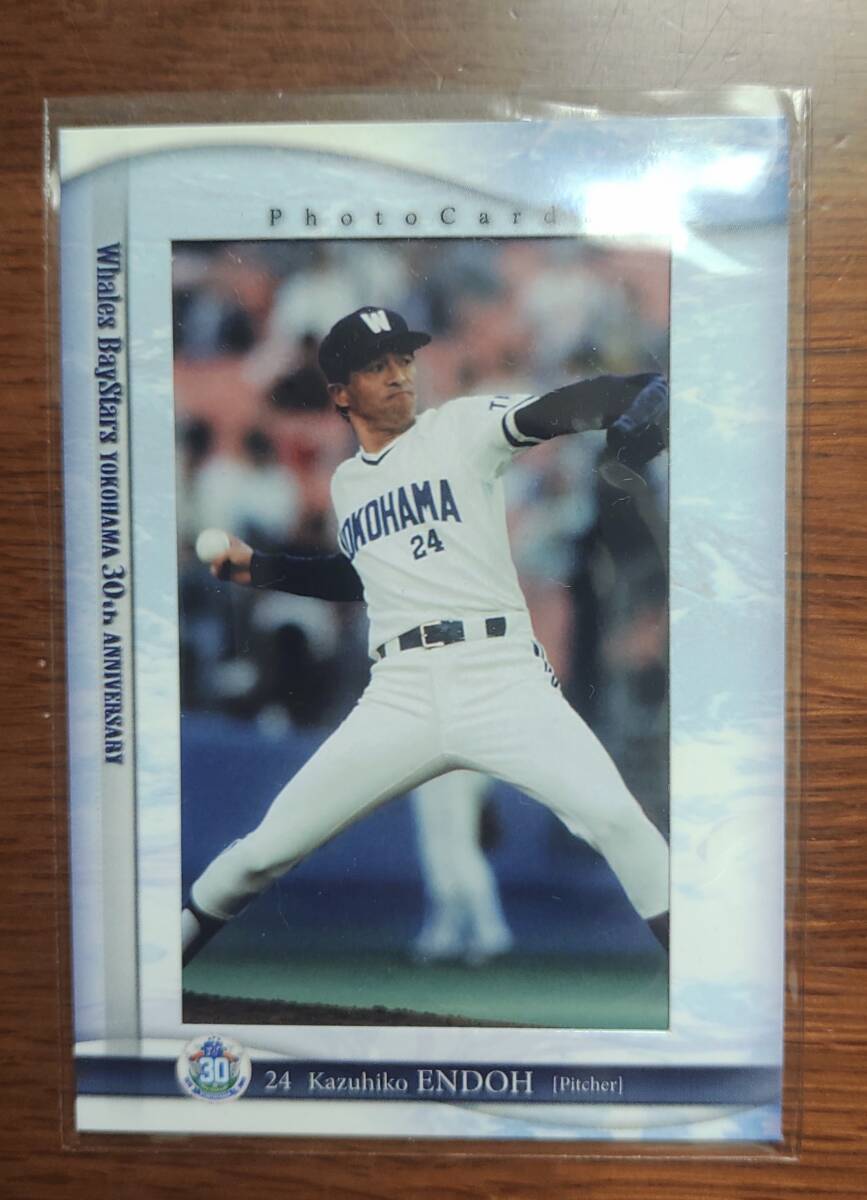 PhotoCard
Whales BayStars YOKOHAMA 30th ANNIVERSARY
W
YOKOHAMA
24
30
24 Kazuhiko ENDOH [Pitcher]